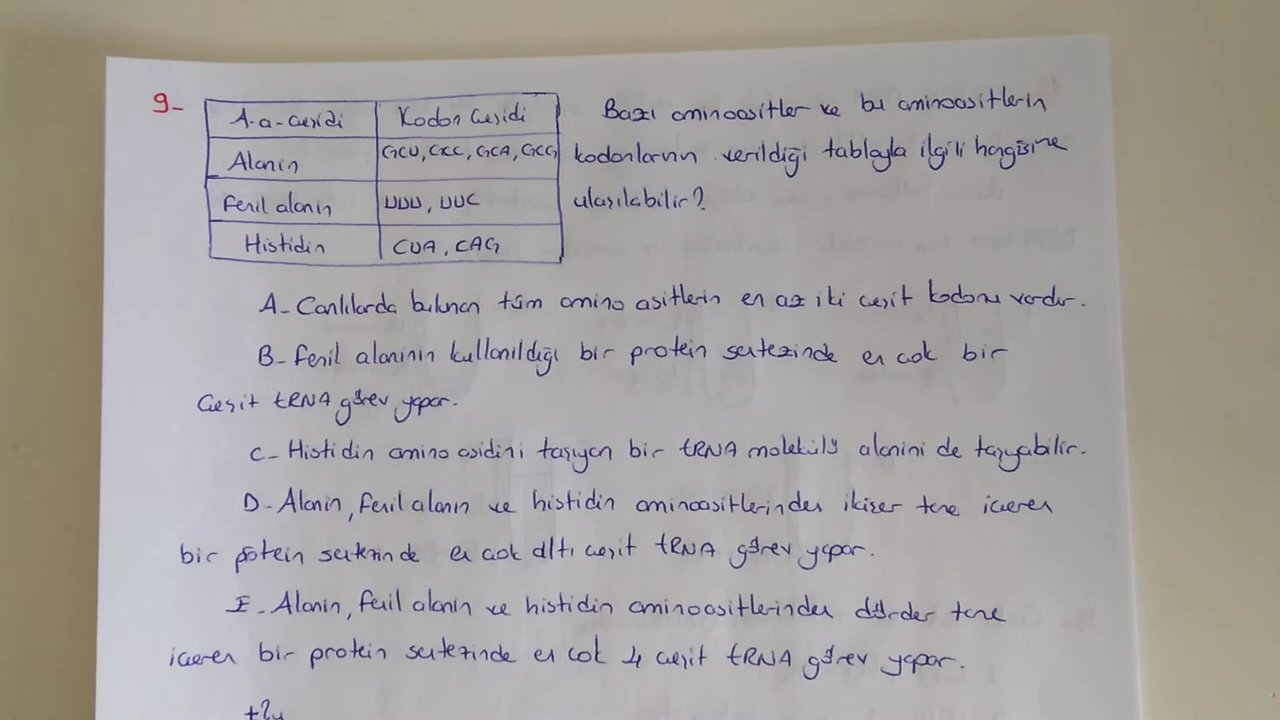 9-
A.a-Çeşidi Kodon Çeşidi
Alanin GCU, GCC, GCA, GCG
Fenil alanin UUU, UUC
Histidin CUA, CAG
Bazı aminoasitler ve bu aminoasitlerin
kodonlarının verildiği tabloyla ilgili hangisine
ulaşılabilir?
A- Canlılarda bulunan tüm amino asitlerin en az iki çeşit kodonu vardır.
B- Fenil alaninin kullanıldığı bir protein sentezinde en çok bir
çeşit tRNA görev yapar.
C- Histidin amino asidini taşıyan bir tRNA molekülü alanini de taşıyabilir.
D- Alanin, fenil alanin ve histidin aminoasitlerinden ikişer tane içeren
bir protein sentezinde en çok altı çeşit tRNA görev yapar.
E- Alanin, fenil alanin ve histidin aminoasitlerinden dörder tane
içeren bir protein sentezinde en çok 4 çeşit tRNA görev yapar.